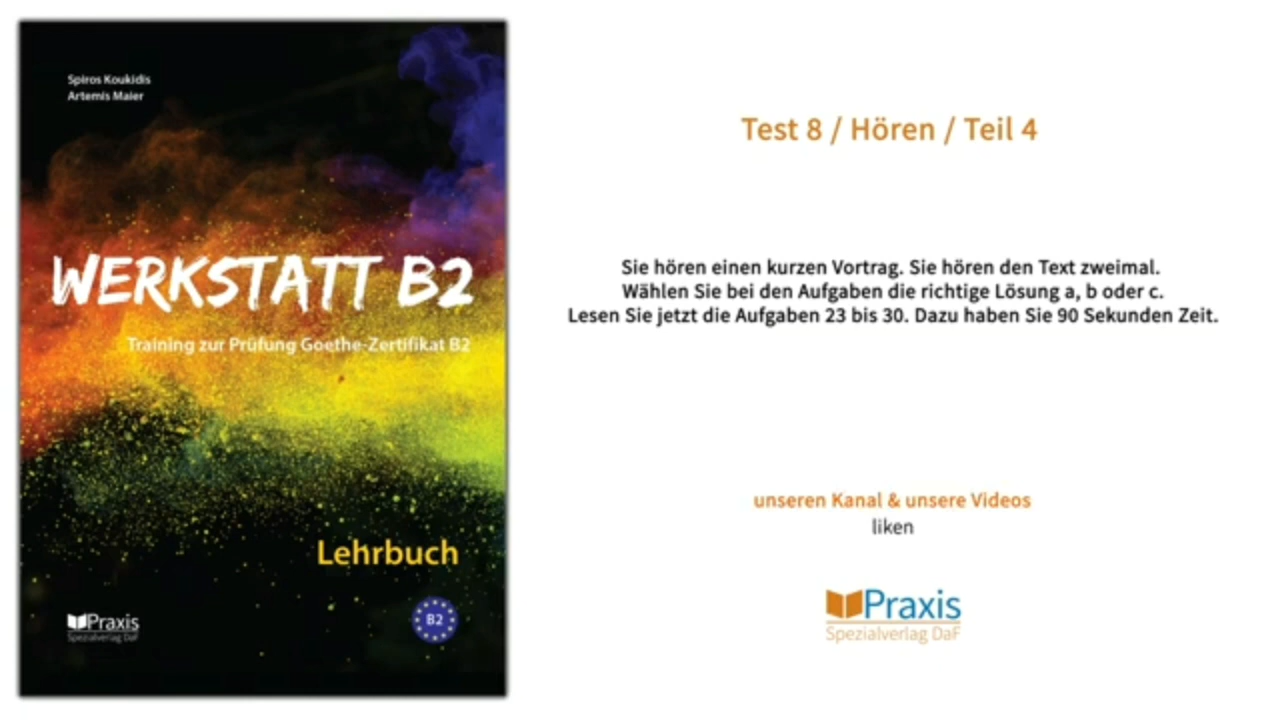 Spiros Koukidis
Artemis Maier
WERKSTATT B2
Training zur Prüfung Goethe-Zertifikat B2
Lehrbuch
Praxis
Spezialverlag DaF
B2
Test 8 / Hören / Teil 4
Sie hören einen kurzen Vortrag. Sie hören den Text zweimal.
Wählen Sie bei den Aufgaben die richtige Lösung a, b oder c.
Lesen Sie jetzt die Aufgaben 23 bis 30. Dazu haben Sie 90 Sekunden Zeit.
unseren Kanal & unsere Videos
liken
Praxis
Spezialverlag DaF